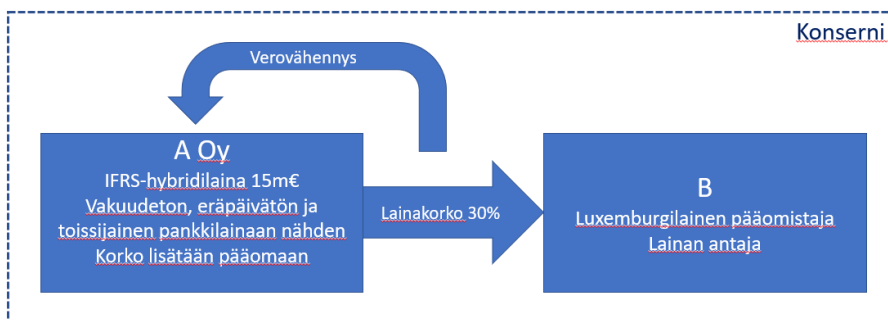 Konserni
Verovähennys
A Oy
IFRS-hybridilaina 15m€
Vakuudeton, eräpäivätön ja
toissijainen pankkilainaan nähden
Korko lisätään pääomaan
Lainakorko 30%
B
Luxemburgilainen pääomistaja
Lainan antaja